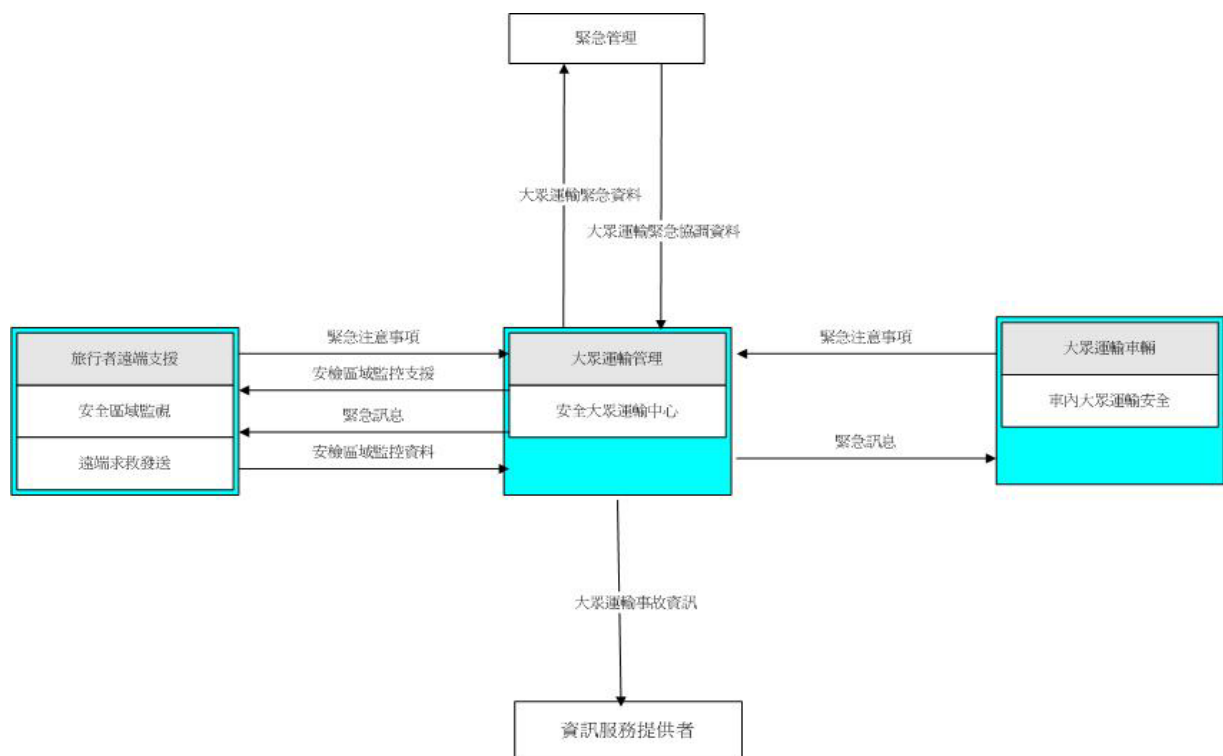 緊急管理
大眾運輸緊急資料
大眾運輸緊急協調資料
旅行者遠端支援
安全區域監視
遠端求救發送
緊急注意事項
安檢區域監控支援
緊急訊息
安檢區域監控資料
大眾運輸管理
安全大眾運輸中心
緊急注意事項
緊急訊息
大眾運輸車輛
車內大眾運輸安全
大眾運輸事故資訊
資訊服務提供者